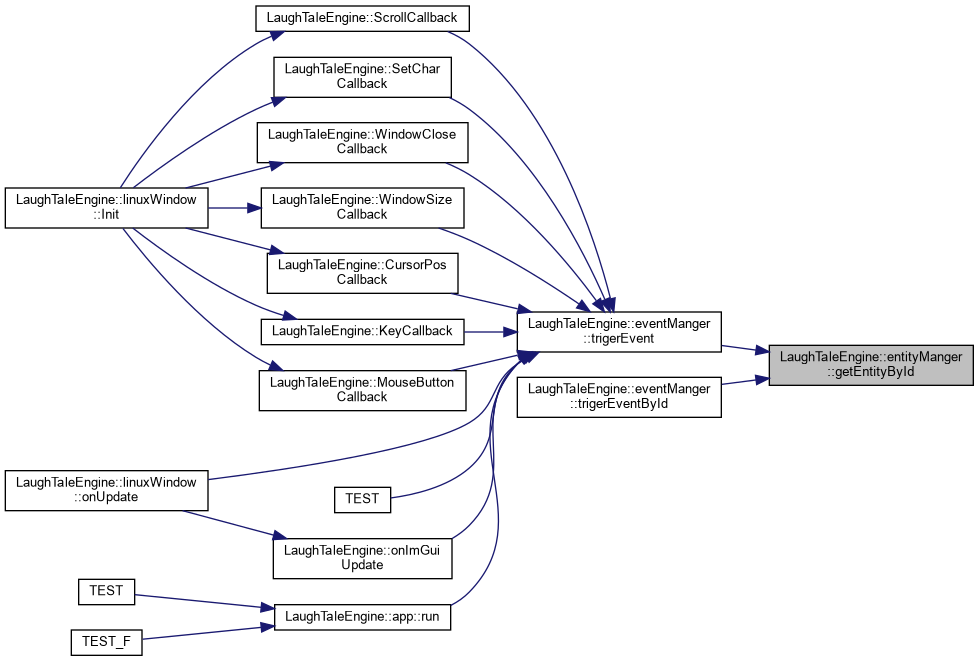 LaughTaleEngine::ScrollCallback
LaughTaleEngine::SetChar
Callback
LaughTaleEngine::WindowClose
Callback
LaughTaleEngine::linuxWindow
::Init
LaughTaleEngine::WindowSize
Callback
LaughTaleEngine::CursorPos
Callback
LaughTaleEngine::KeyCallback
LaughTaleEngine::MouseButton
Callback
LaughTaleEngine::eventManger
::trigerEvent
LaughTaleEngine::entityManger
::getEntityById
LaughTaleEngine::eventManger
::trigerEventById
LaughTaleEngine::linuxWindow
::onUpdate
TEST
LaughTaleEngine::onImGui
Update
TEST
LaughTaleEngine::app::run
TEST_F